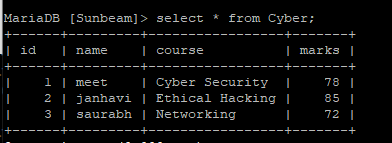 MariaDB [Sunbeam]> select * from Cyber;
+------+---------+-----------------+-------+
| id   | name    | course          | marks |
+------+---------+-----------------+-------+
|    1 | meet    | Cyber Security  |    78 |
|    2 | janhavi | Ethical Hacking |    85 |
|    3 | saurabh | Networking      |    72 |
+------+---------+-----------------+-------+